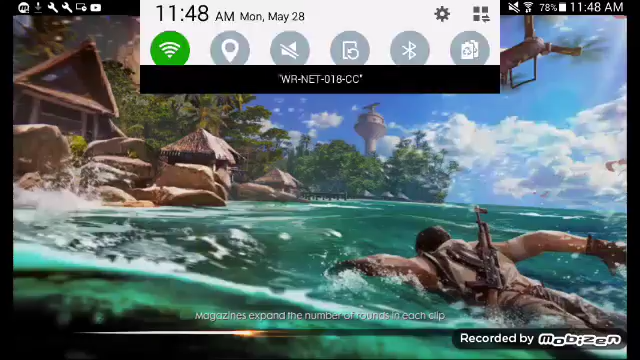 11:48 AM Mon, May 28
78% 11:48 AM
"WR-NET-018-CC"
Magazines expand the number of rounds in each clip
Recorded by Mobizen